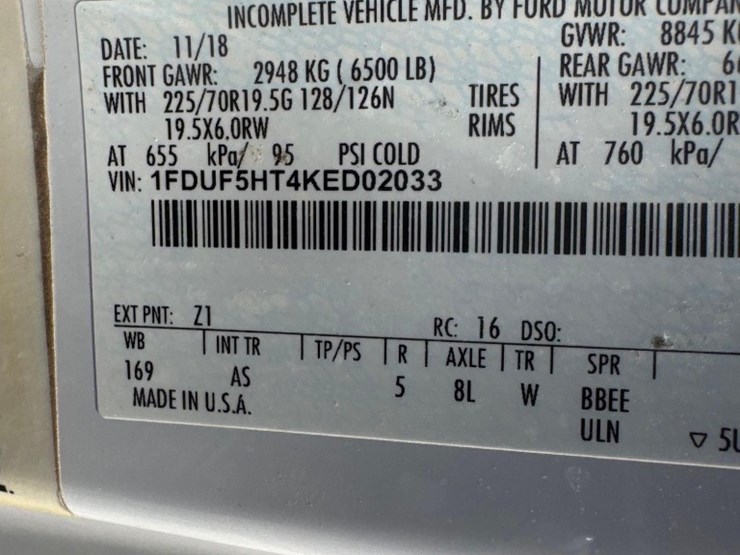 INCOMPLETE VEHICLE MFD. BY FORD MOTOR COMPAN
DATE: 11/18 GVWR: 8845 K
FRONT GAWR: 2948 KG ( 6500 LB) REAR GAWR: 6
WITH 225/70R19.5G 128/126N TIRES WITH 225/70R1
19.5X6.0RW RIMS 19.5X6.0R
AT 655 kPa/ 95 PSI COLD AT 760 kPa/
VIN: 1FDUF5HT4KED02033
EXT PNT: Z1 RC: 16 DSO:
WB INT TR TP/PS R AXLE TR SPR
169 AS 5 8L W BBEE
MADE IN U.S.A. ULN ▽ 5U